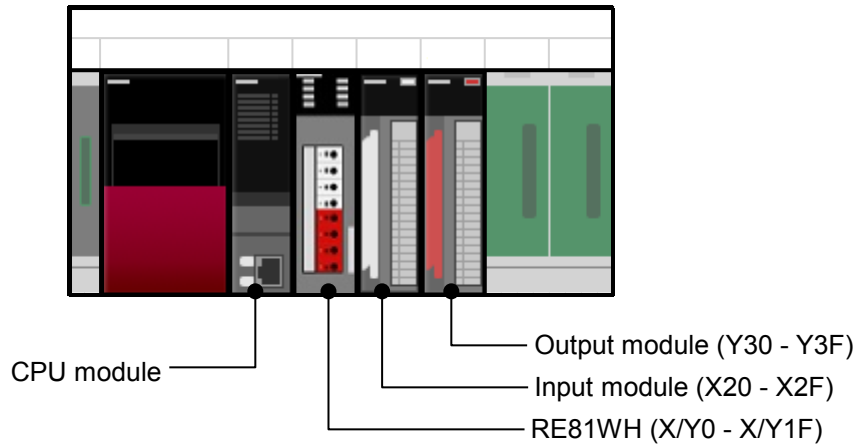 CPU module
Output module (Y30 - Y3F)
Input module (X20 - X2F)
RE81WH (X/Y0 - X/Y1F)